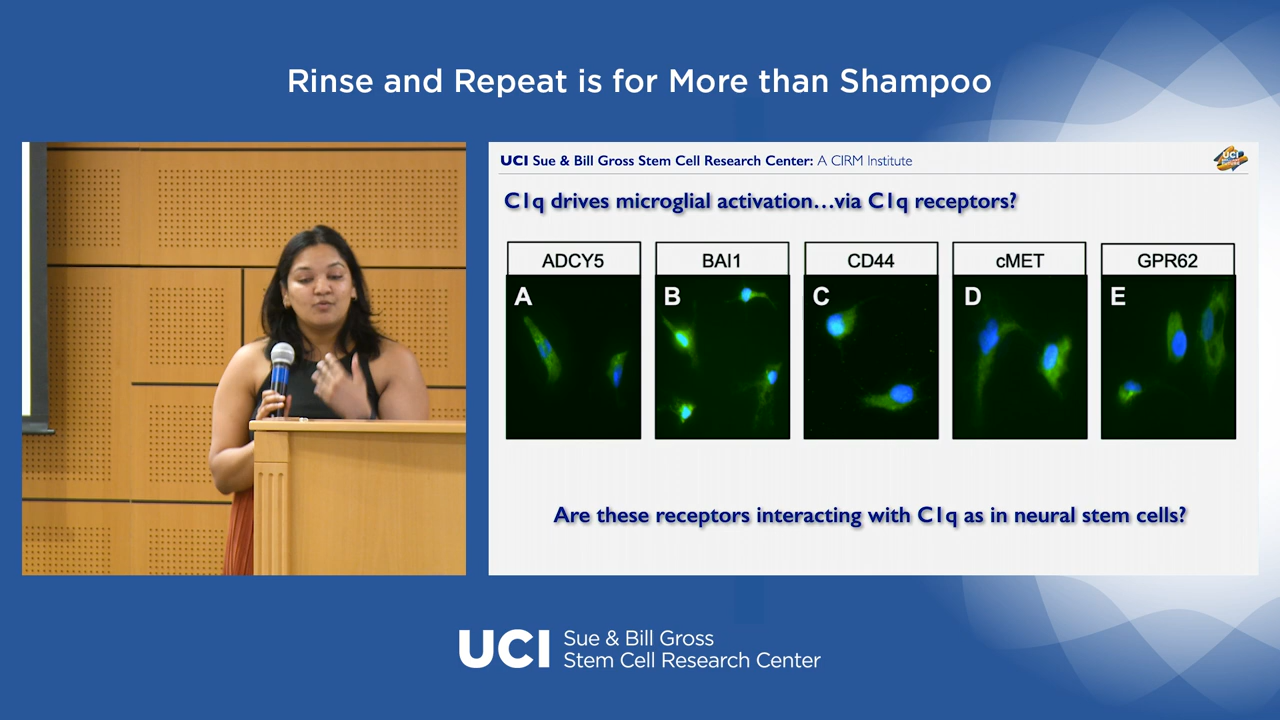 Rinse and Repeat is for More than Shampoo
UCI Sue & Bill Gross Stem Cell Research Center: A CIRM Institute
UCI
C1q drives microglial activation…via C1q receptors?
ADCY5
BAI1
CD44
cMET
GPR62
A
B
C
D
E
Are these receptors interacting with C1q as in neural stem cells?
UCI
Sue & Bill Gross
Stem Cell Research Center